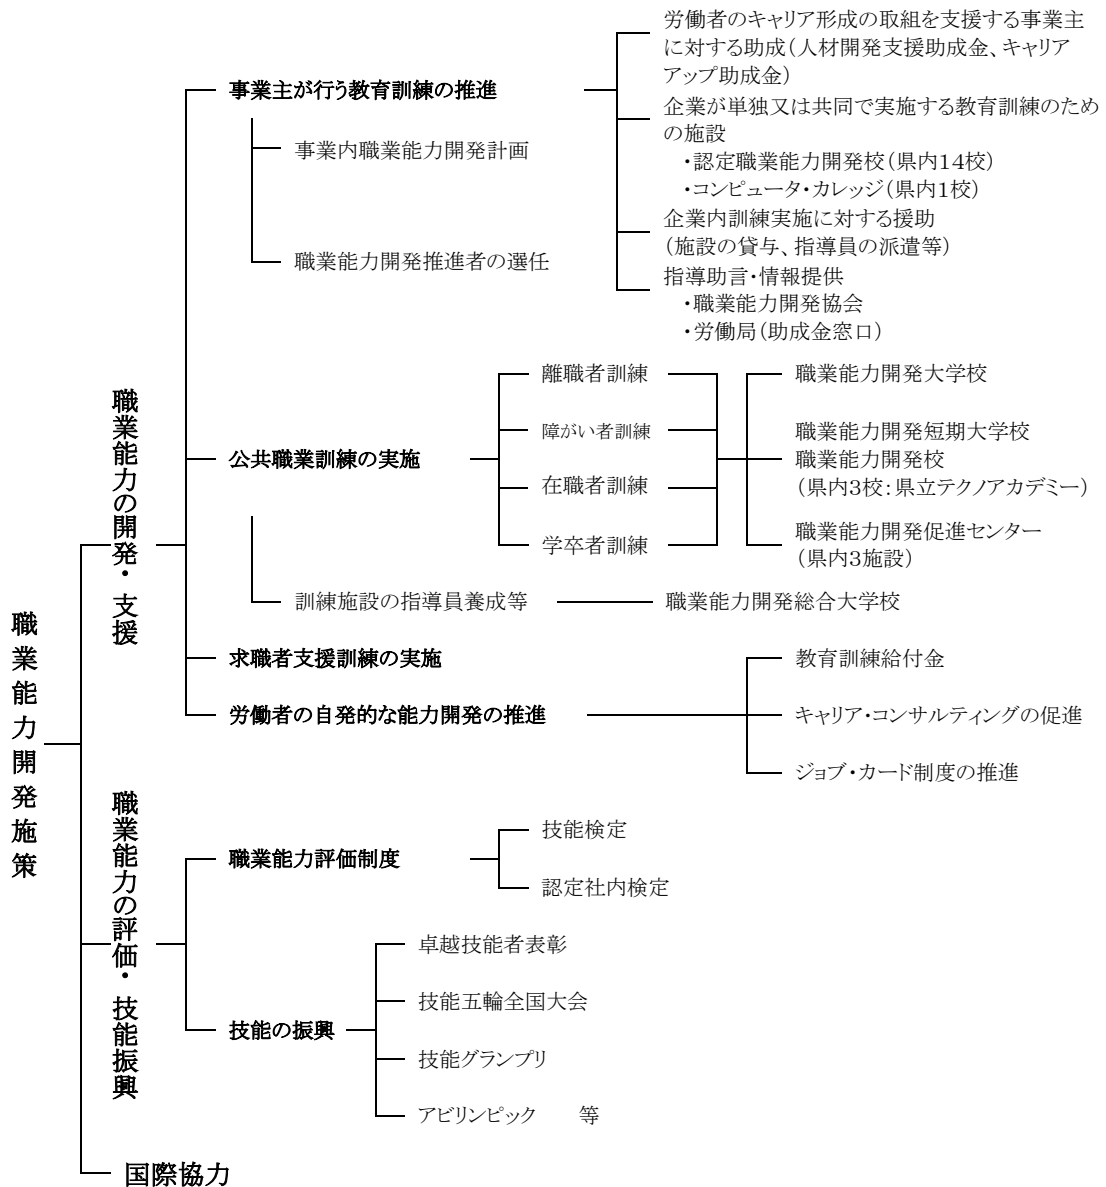 職業能力開発施策
職業能力の開発・支援
事業主が行う教育訓練の推進
事業内職業能力開発計画
職業能力開発推進者の選任
労働者のキャリア形成の取組を支援する事業主
に対する助成（人材開発支援助成金、キャリア
アップ助成金）
企業が単独又は共同で実施する教育訓練のため
の施設
・認定職業能力開発校（県内14校）
・コンピュータ・カレッジ（県内1校）
企業内訓練実施に対する援助
（施設の貸与、指導員の派遣等）
指導助言・情報提供
・職業能力開発協会
・労働局（助成金窓口）
公共職業訓練の実施
離職者訓練
障がい者訓練
在職者訓練
学卒者訓練
職業能力開発大学校
職業能力開発短期大学校
職業能力開発校
（県内3校：県立テクノアカデミー）
職業能力開発促進センター
（県内3施設）
訓練施設の指導員養成等
職業能力開発総合大学校
求職者支援訓練の実施
労働者の自発的な能力開発の推進
教育訓練給付金
キャリア・コンサルティングの促進
ジョブ・カード制度の推進
職業能力の評価・技能振興
職業能力評価制度
技能検定
認定社内検定
技能の振興
卓越技能者表彰
技能五輪全国大会
技能グランプリ
アビリンピック　　等
国際協力